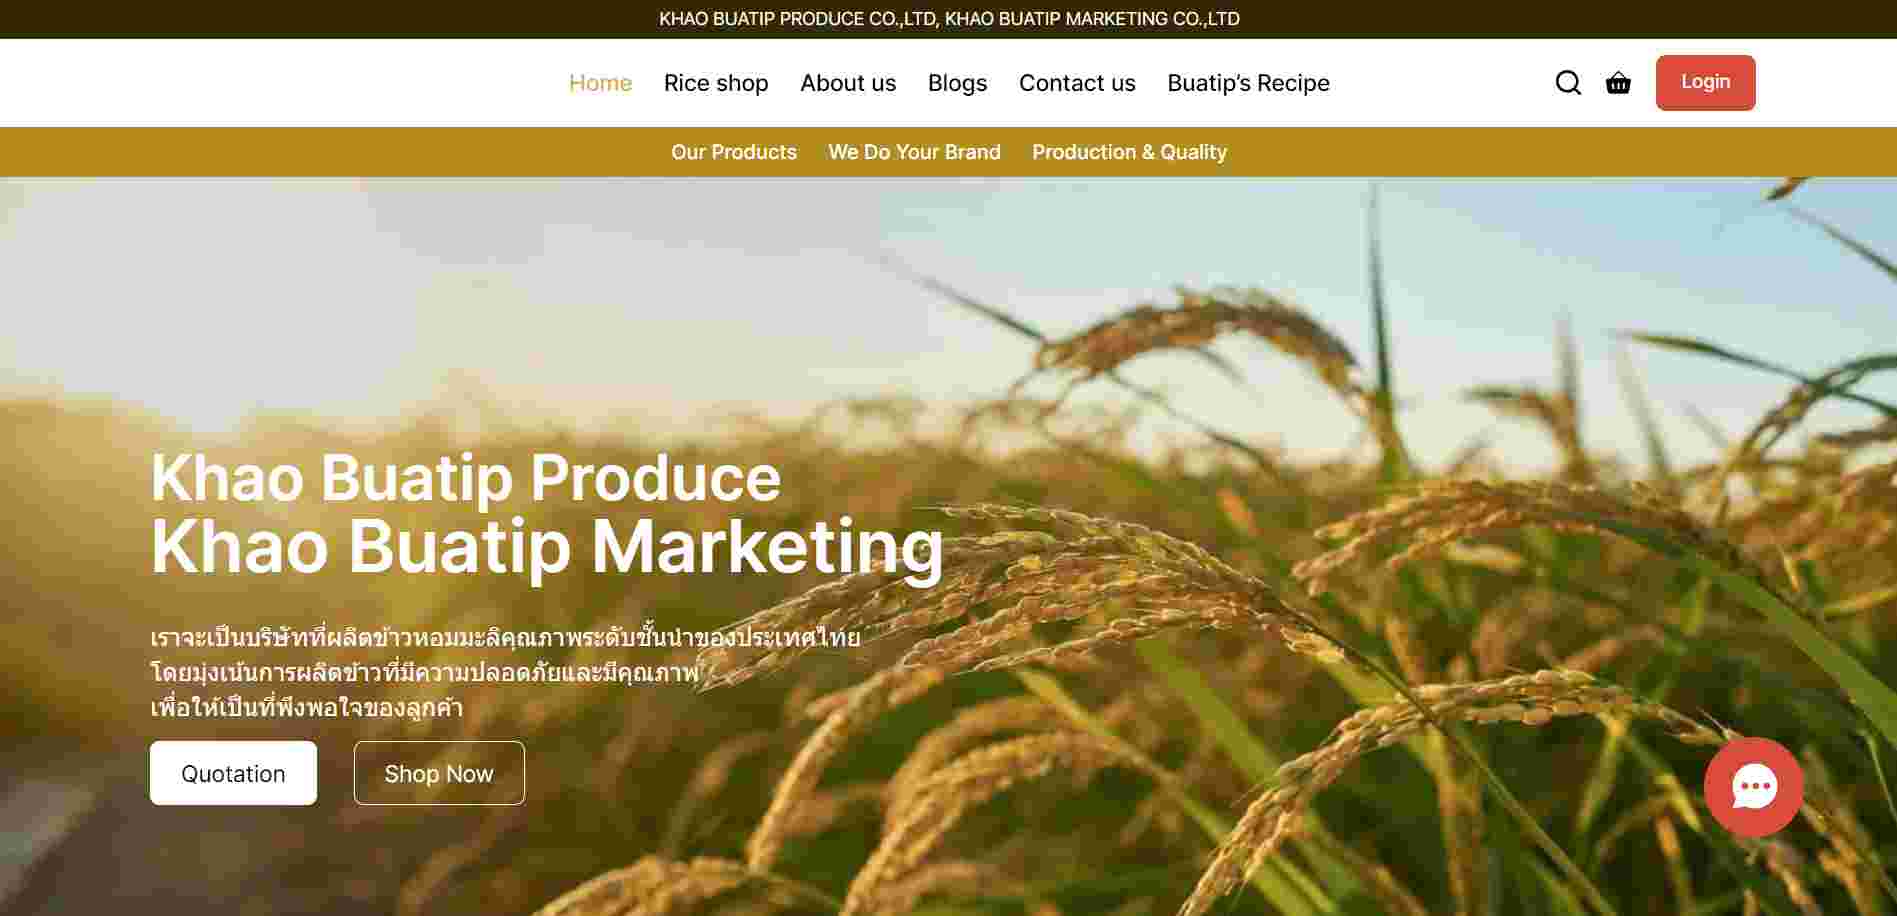 KHAO BUATIP PRODUCE CO.,LTD, KHAO BUATIP MARKETING CO.,LTD
Home Rice shop About us Blogs Contact us Buatip's Recipe Login
Our Products We Do Your Brand Production & Quality
Khao Buatip Produce
Khao Buatip Marketing
เราจะเป็นบริษัทที่ผลิตข้าวหอมมะลิคุณภาพระดับชั้นนำของประเทศไทย
โดยมุ่งเน้นการผลิตข้าวที่มีความปลอดภัยและมีคุณภาพ
เพื่อให้เป็นที่พึงพอใจของลูกค้า
Quotation Shop Now